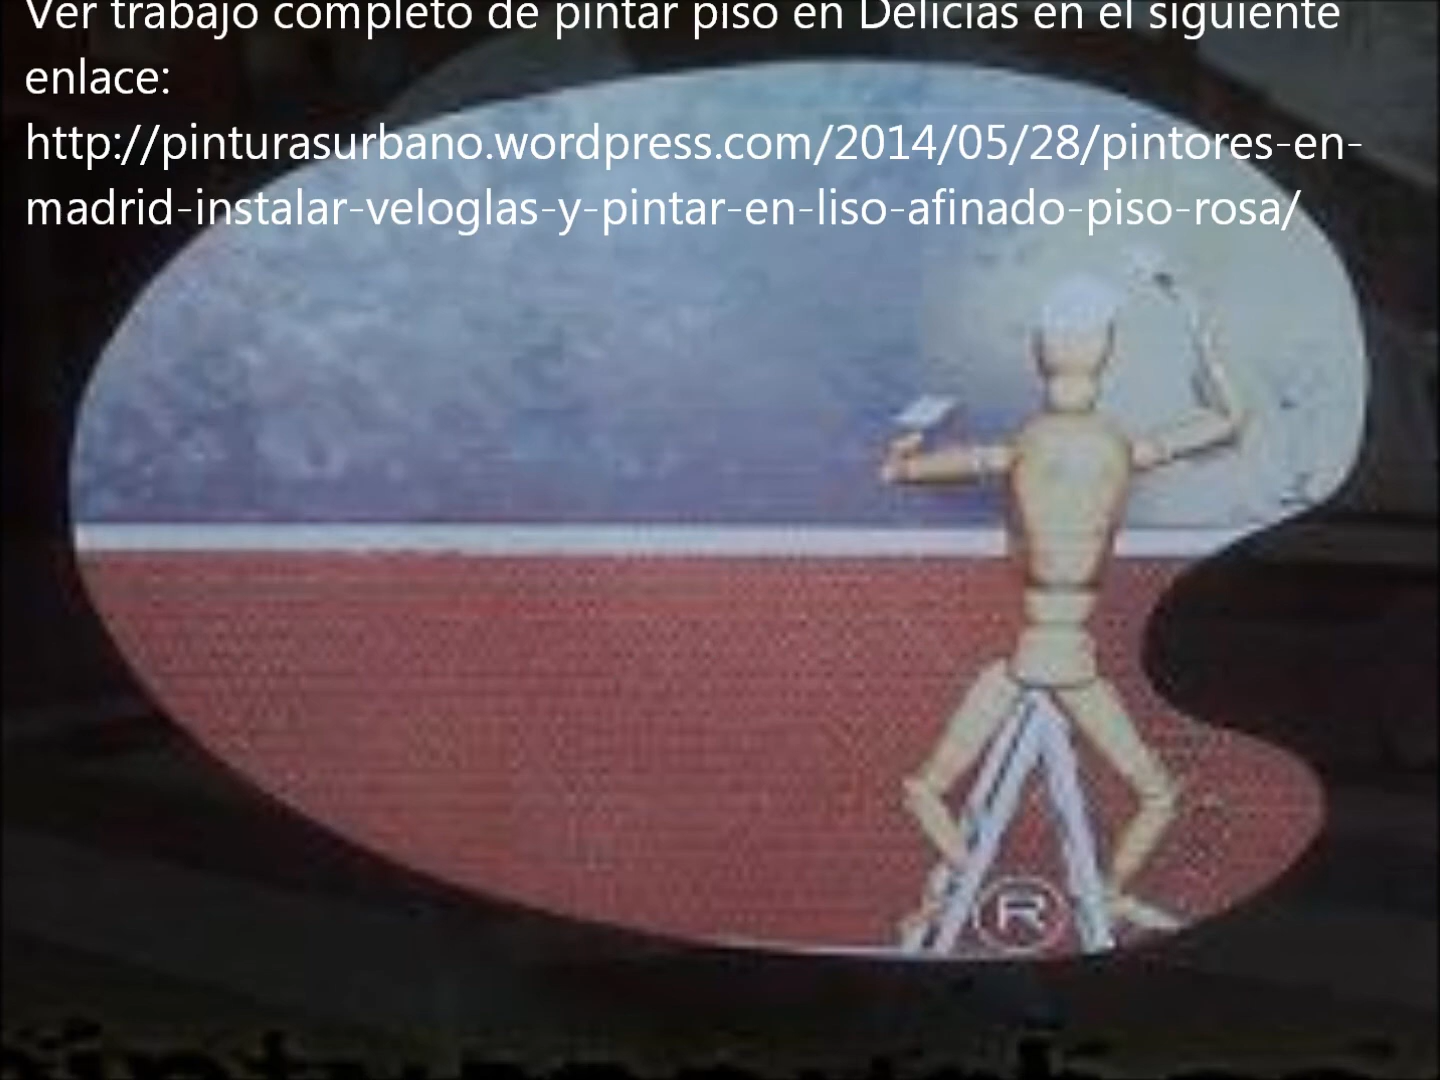 Ver trabajo completo de pintar piso en Delicias en el siguiente
enlace:
http://pinturasurbano.wordpress.com/2014/05/28/pintores-en-
madrid-instalar-veloglas-y-pintar-en-liso-afinado-piso-rosa/
®